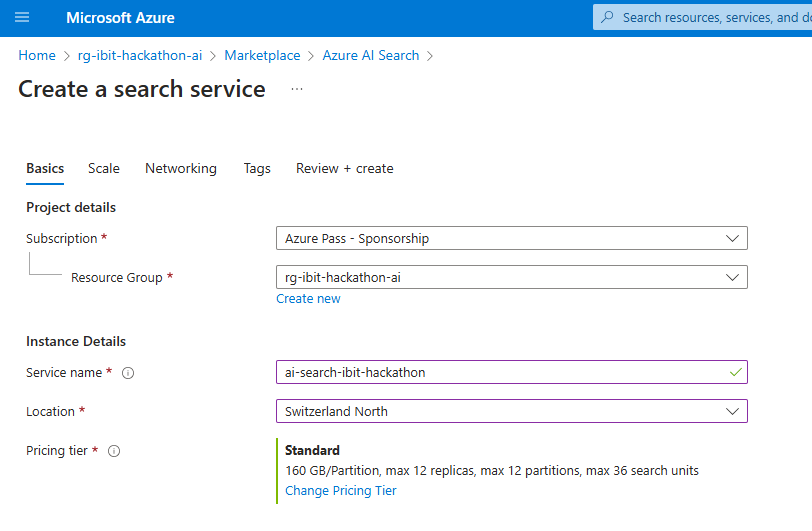 Microsoft Azure
Search resources, services, and do
Home > rg-ibit-hackathon-ai > Marketplace > Azure AI Search >
Create a search service ...
Basics Scale Networking Tags Review + create
Project details
Subscription * Azure Pass - Sponsorship
Resource Group * rg-ibit-hackathon-ai
Create new
Instance Details
Service name * ai-search-ibit-hackathon
Location * Switzerland North
Pricing tier * Standard
160 GB/Partition, max 12 replicas, max 12 partitions, max 36 search units
Change Pricing Tier